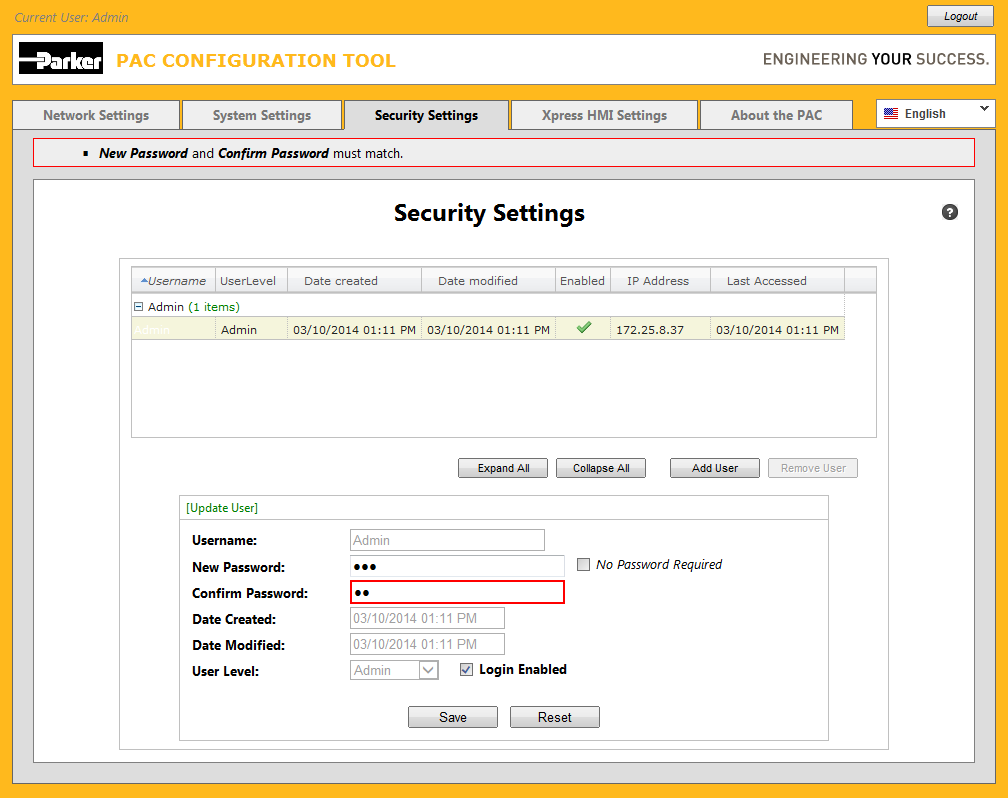 Current User: Admin
Logout
Parker
PAC CONFIGURATION TOOL
ENGINEERING YOUR SUCCESS.
Network Settings
System Settings
Security Settings
Xpress HMI Settings
About the PAC
English
New Password and Confirm Password must match.
Security Settings
?
Username UserLevel Date created Date modified Enabled IP Address Last Accessed
Admin (1 items)
Admin Admin 03/10/2014 01:11 PM 03/10/2014 01:11 PM 172.25.8.37 03/10/2014 01:11 PM
Expand All Collapse All Add User Remove User
[Update User]
Username: Admin
New Password: ●●● No Password Required
Confirm Password: ●●
Date Created: 03/10/2014 01:11 PM
Date Modified: 03/10/2014 01:11 PM
User Level: Admin Login Enabled
Save Reset